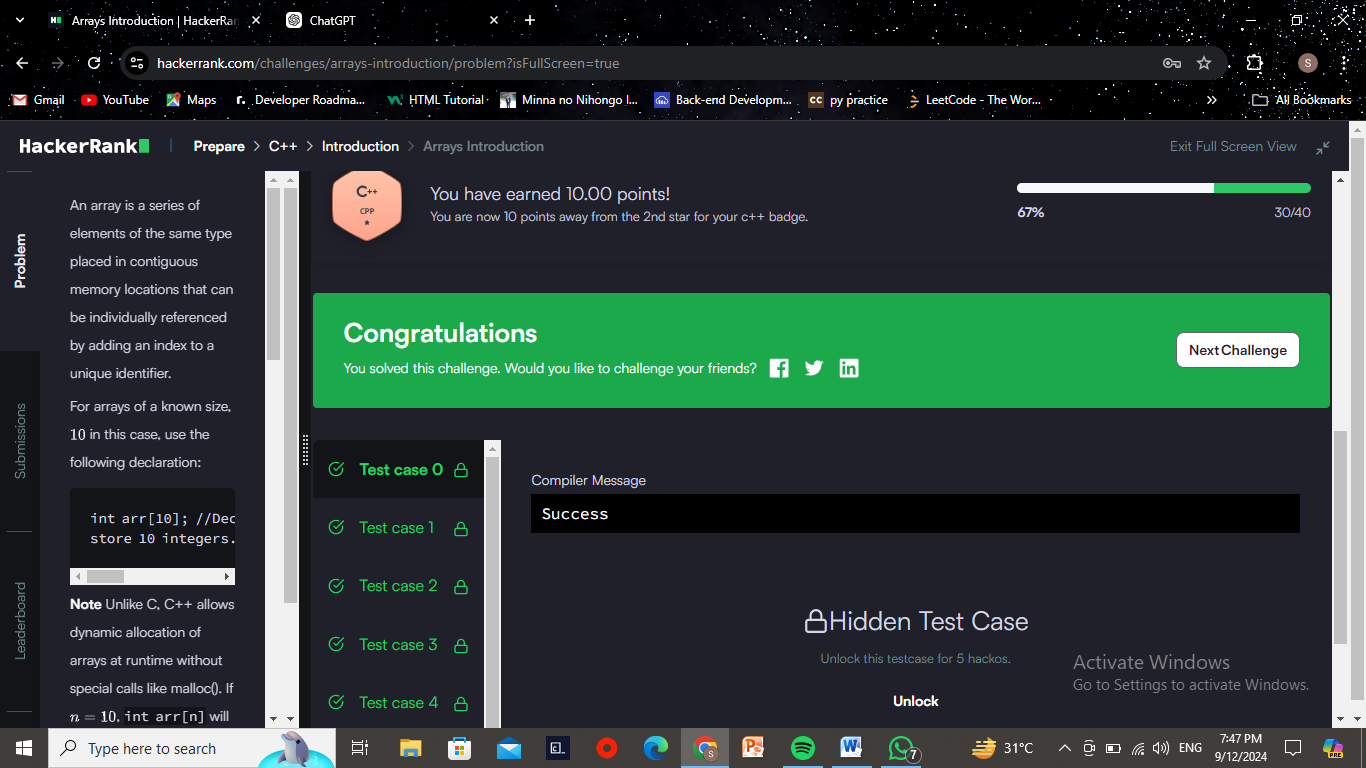 Arrays Introduction | HackerRan
ChatGPT
hackerrank.com/challenges/arrays-introduction/problem?isFullScreen=true
S
Gmail
YouTube
Maps
r.
Developer Roadma...
HTML Tutorial
Minna no Nihongo I...
Back-end Developm...
CC
py practice
LeetCode - The Wor...
»
All Bookmarks
HackerRank
Prepare > C++ > Introduction > Arrays Introduction
Exit Full Screen View
Problem
Submissions
Leaderboard
An array is a series of
elements of the same type
placed in contiguous
memory locations that can
be individually referenced
by adding an index to a
unique identifier.
For arrays of a known size,
10 in this case, use the
following declaration:
int arr[10]; //Dec
store 10 integers.
Note Unlike C, C++ allows
dynamic allocation of
arrays at runtime without
special calls like malloc(). If
n = 10, int arr[n] will
C++
CPP
You have earned 10.00 points!
You are now 10 points away from the 2nd star for your c++ badge.
67%
30/40
Congratulations
You solved this challenge. Would you like to challenge your friends?
Next Challenge
Test case 0
Test case 1
Test case 2
Test case 3
Test case 4
Compiler Message
Success
Hidden Test Case
Unlock this testcase for 5 hackos.
Unlock
Activate Windows
Go to Settings to activate Windows.
Type here to search
S
7
31°C
ENG
7:47 PM
9/12/2024
PRE